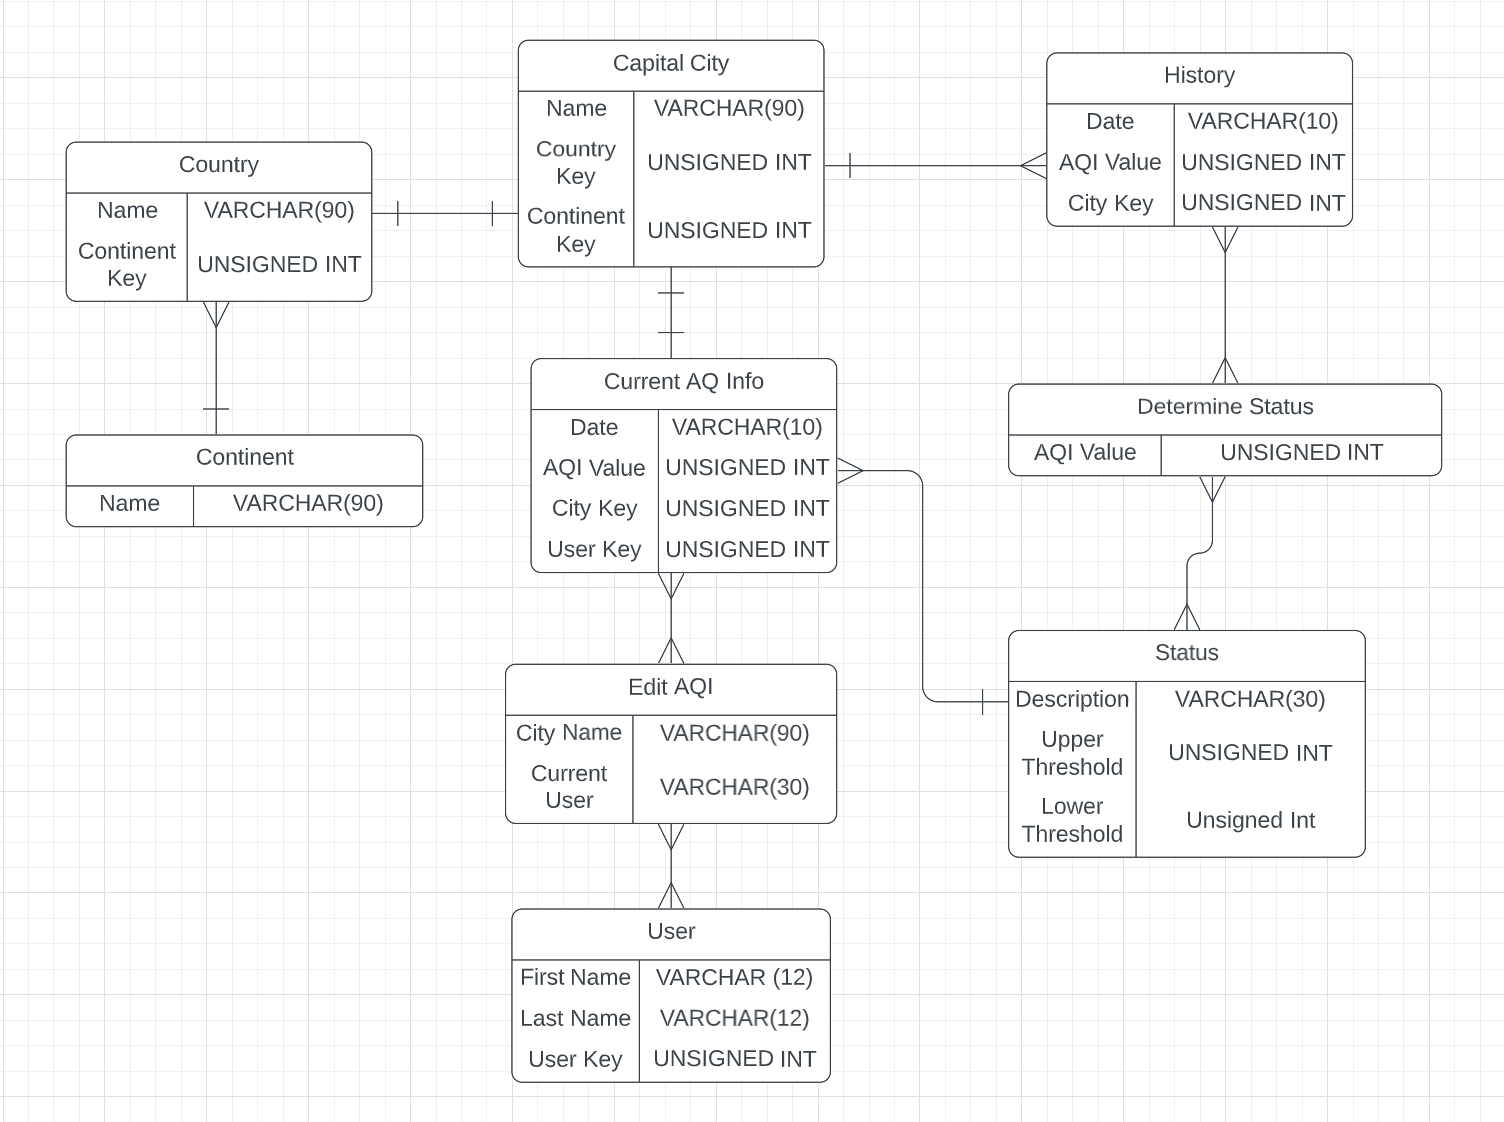 Capital City
Name VARCHAR(90)
Country
Key
UNSIGNED INT
Continent
Key
UNSIGNED INT
History
Date VARCHAR(10)
AQI Value UNSIGNED INT
City Key UNSIGNED INT
Country
Name VARCHAR(90)
Continent
Key
UNSIGNED INT
Continent
Name VARCHAR(90)
Current AQ Info
Date VARCHAR(10)
AQI Value UNSIGNED INT
City Key UNSIGNED INT
User Key UNSIGNED INT
Determine Status
AQI Value UNSIGNED INT
Edit AQI
City Name VARCHAR(90)
Current
User
VARCHAR(30)
Status
Description VARCHAR(30)
Upper
Threshold
UNSIGNED INT
Lower
Threshold
Unsigned Int
User
First Name VARCHAR (12)
Last Name VARCHAR(12)
User Key UNSIGNED INT